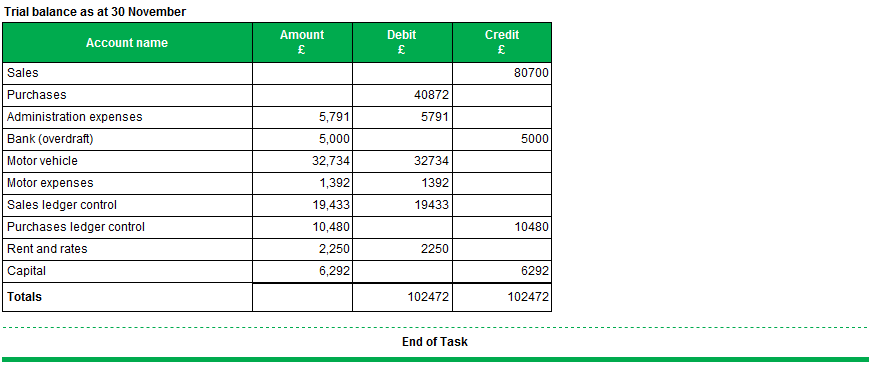 Trial balance as at 30 November
Account name Amount £ Debit £ Credit £
Sales 80700
Purchases 40872
Administration expenses 5,791 5791
Bank (overdraft) 5,000 5000
Motor vehicle 32,734 32734
Motor expenses 1,392 1392
Sales ledger control 19,433 19433
Purchases ledger control 10,480 10480
Rent and rates 2,250 2250
Capital 6,292 6292
Totals 102472 102472
End of Task